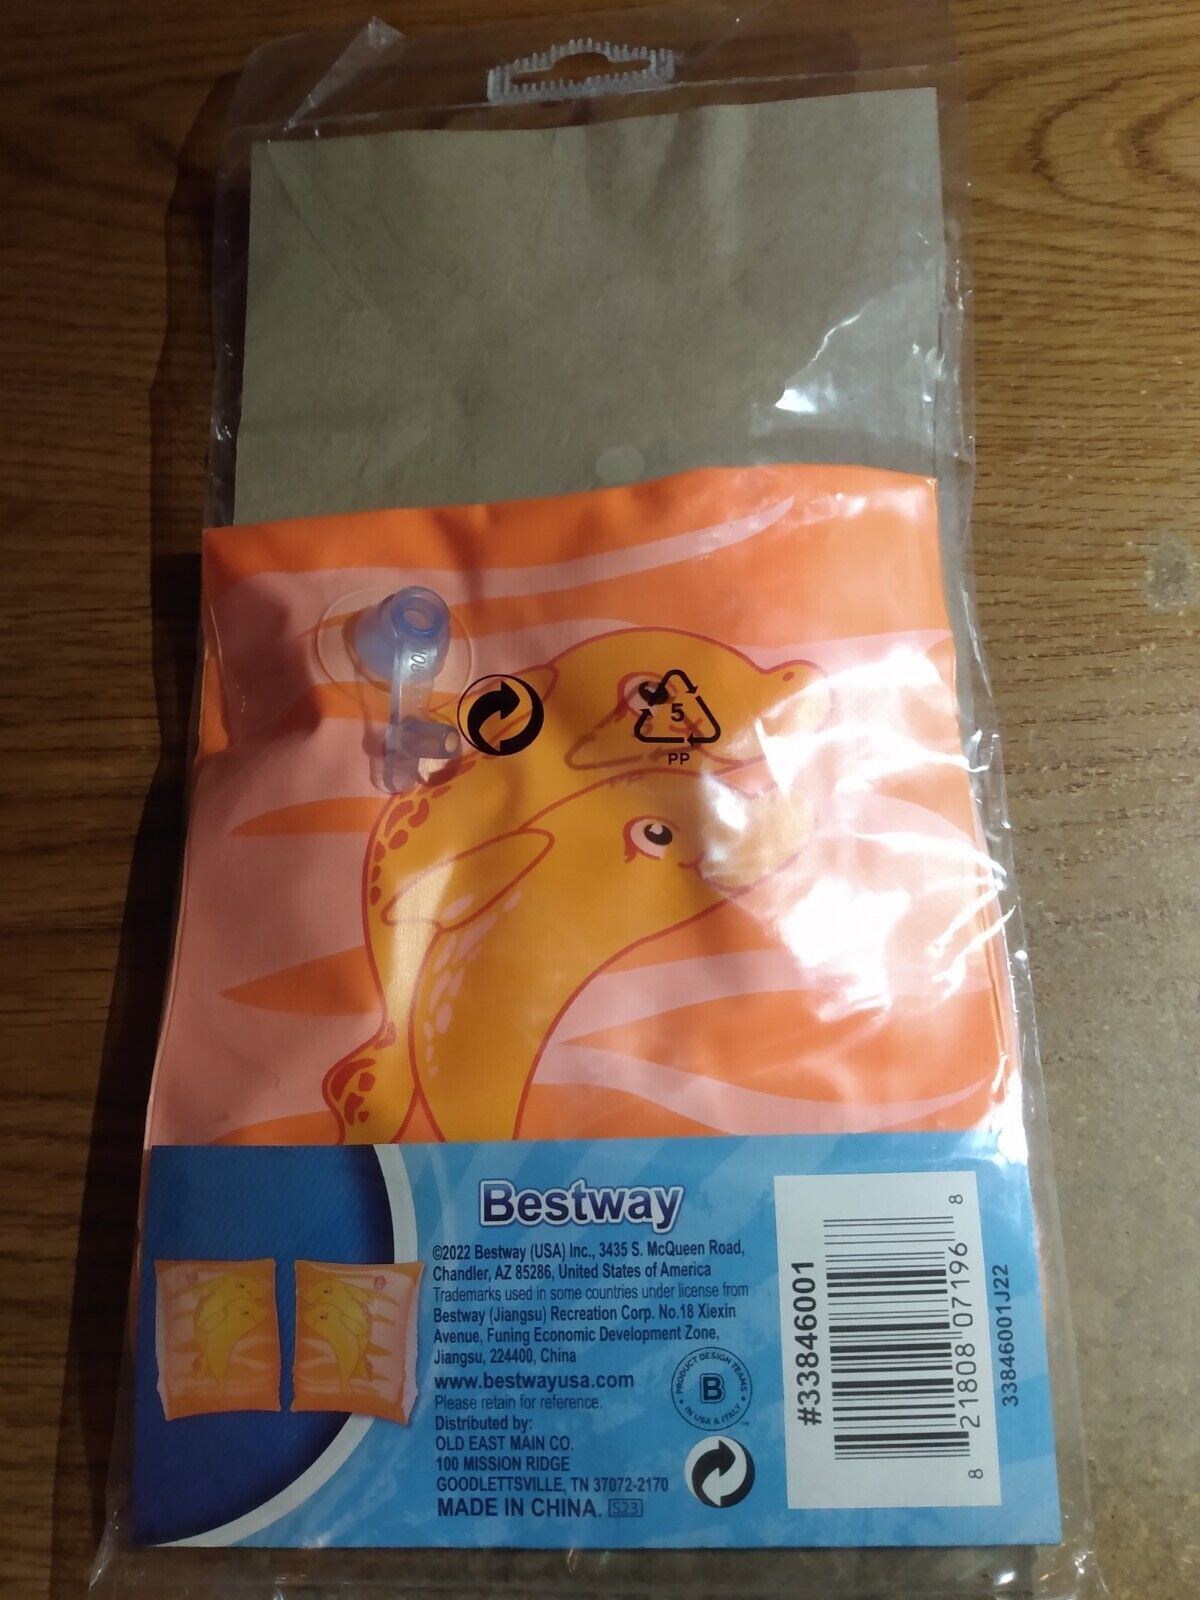 5
PP
Bestway
©2022 Bestway (USA) Inc., 3435 S. McQueen Road,
Chandler, AZ 85286, United States of America
Trademarks used in some countries under license from
Bestway (Jiangsu) Recreation Corp. No.18 Xiexin
Avenue, Funing Economic Development Zone,
Jiangsu, 224400, China
www.bestwayusa.com
Please retain for reference.
Distributed by:
OLD EAST MAIN CO.
100 MISSION RIDGE
GOODLETTSVILLE, TN 37072-2170
MADE IN CHINA. S23
PRODUCT DESIGN TEAMS
B
IN USA & ITALY
TM
#33846001
8 21808 07196 8
33846001J22